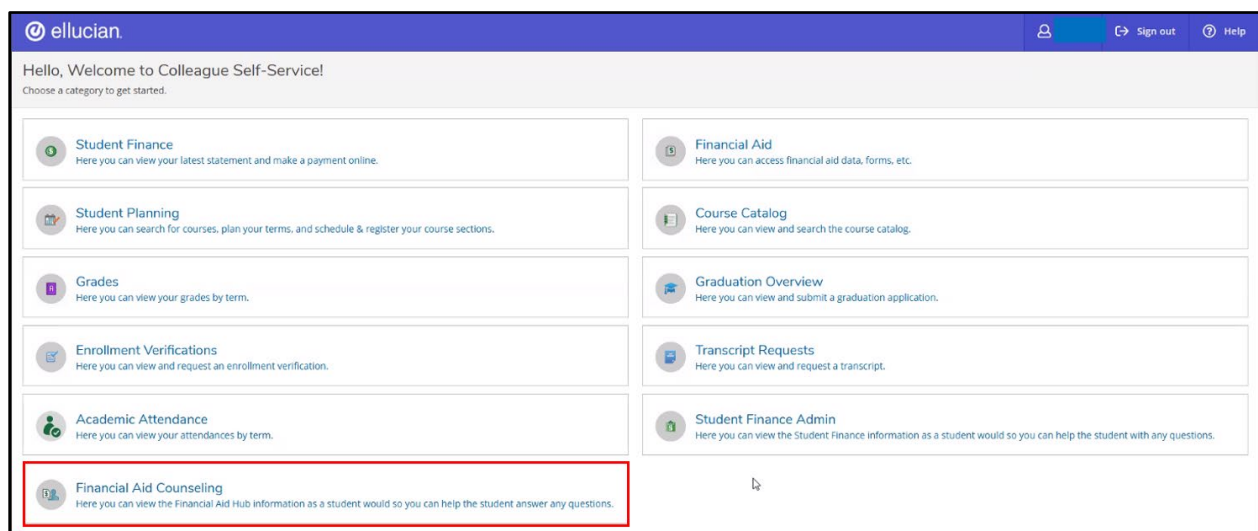 ellucian.
Sign out
Help
Hello, Welcome to Colleague Self-Service!
Choose a category to get started.
Student Finance
Here you can view your latest statement and make a payment online.
Financial Aid
Here you can access financial aid data, forms, etc.
Student Planning
Here you can search for courses, plan your terms, and schedule & register your course sections.
Course Catalog
Here you can view and search the course catalog.
Grades
Here you can view your grades by term.
Graduation Overview
Here you can view and submit a graduation application.
Enrollment Verifications
Here you can view and request an enrollment verification.
Transcript Requests
Here you can view and request a transcript.
Academic Attendance
Here you can view your attendances by term.
Student Finance Admin
Here you can view the Student Finance information as a student would so you can help the student with any questions.
Financial Aid Counseling
Here you can view the Financial Aid Hub information as a student would so you can help the student answer any questions.